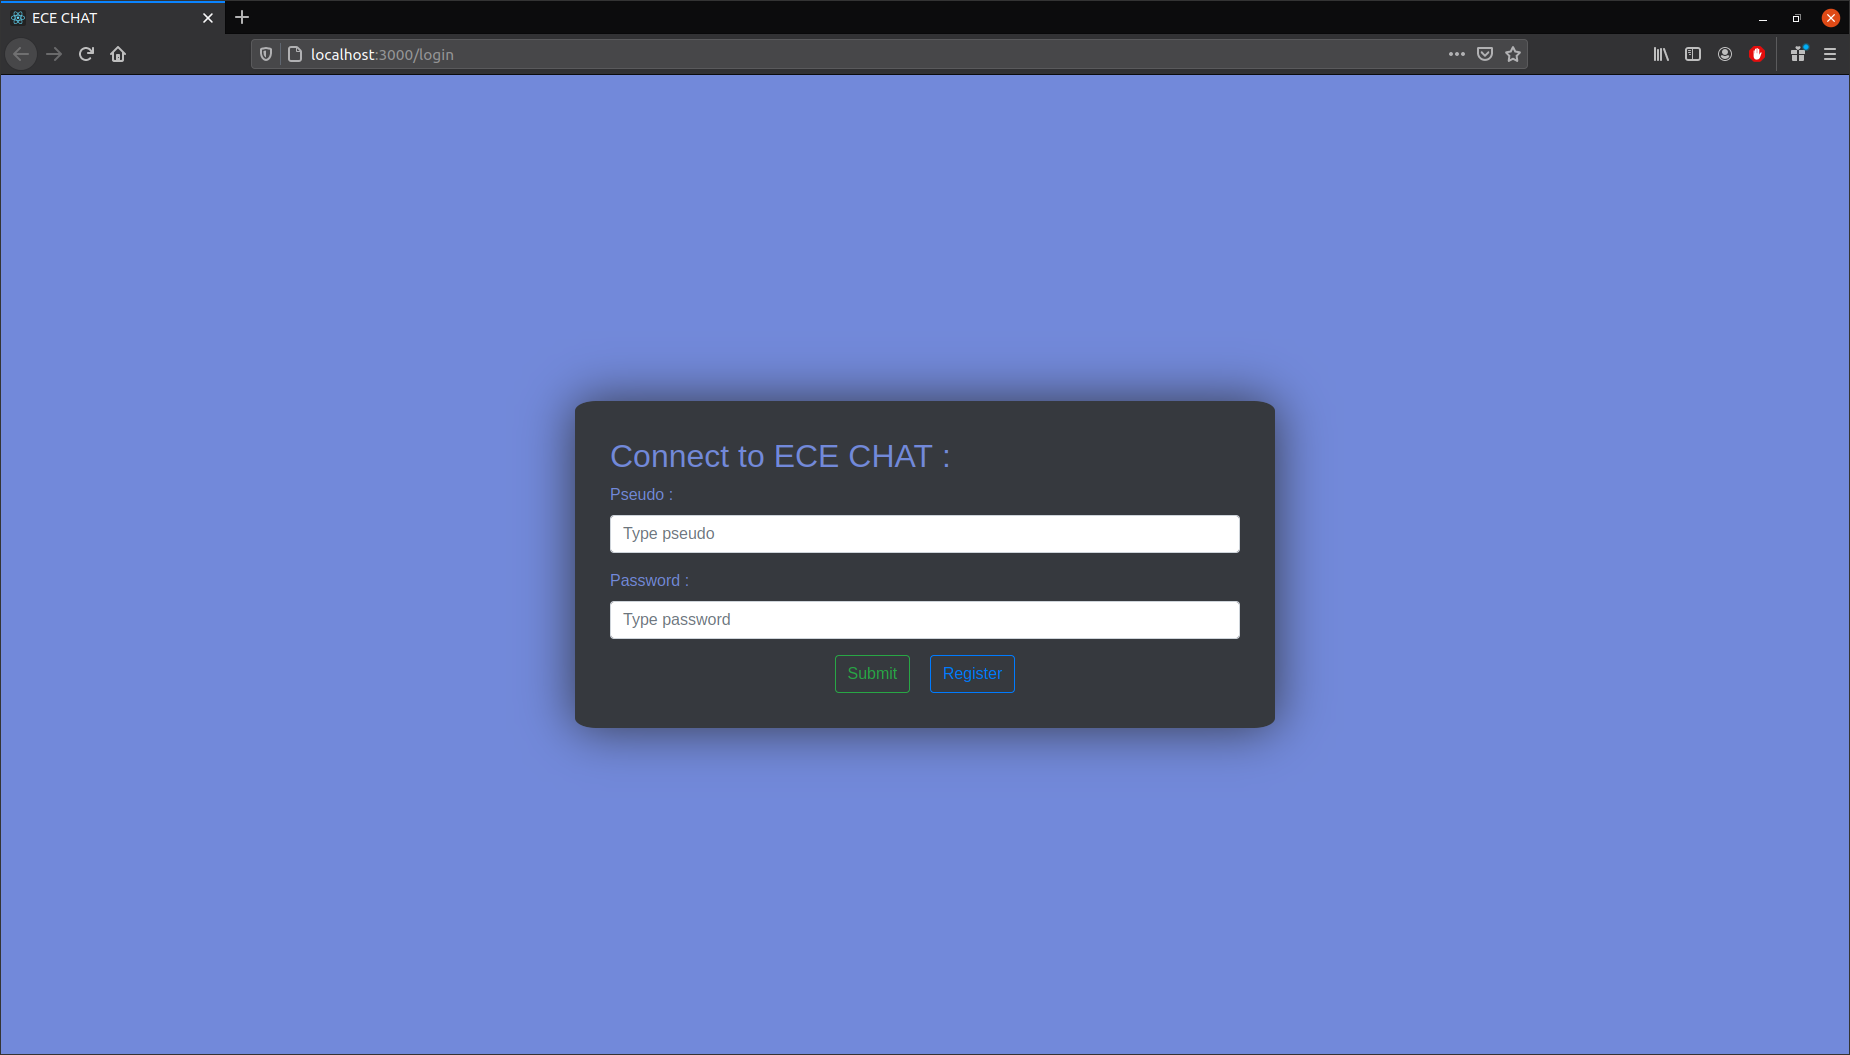 ECE CHAT
localhost:3000/login
Connect to ECE CHAT :
Pseudo :
Type pseudo
Password :
Type password
Submit Register